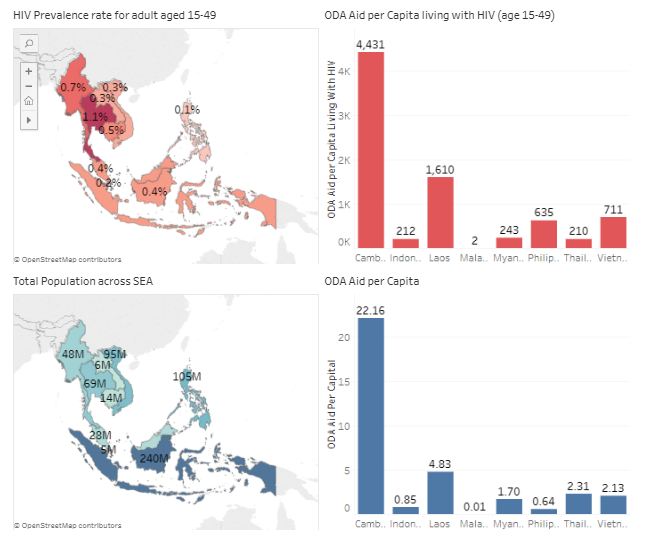 HIV Prevalence rate for adult aged 15-49
0.7%
0.3%
0.3%
1.1%
0.5%
0.1%
0.4%
0.2%
0.4%
© OpenStreetMap contributors
ODA Aid per Capita living with HIV (age 15-49)
ODA Aid per Capita Living With HIV
4K
3K
2K
1K
0K
4,431
212
1,610
2
243
635
210
711
Camb.. Indon.. Laos Mala.. Myan.. Philip.. Thail.. Vietn..
Total Population across SEA
48M
95M
6M
69M
14M
105M
28M
5M
240M
© OpenStreetMap contributors
ODA Aid per Capita
ODA Aid Per Capital
20
15
10
5
0
22.16
0.85
4.83
0.01
1.70
0.64
2.31
2.13
Camb.. Indon.. Laos Mala.. Myan.. Philip.. Thail.. Vietn..